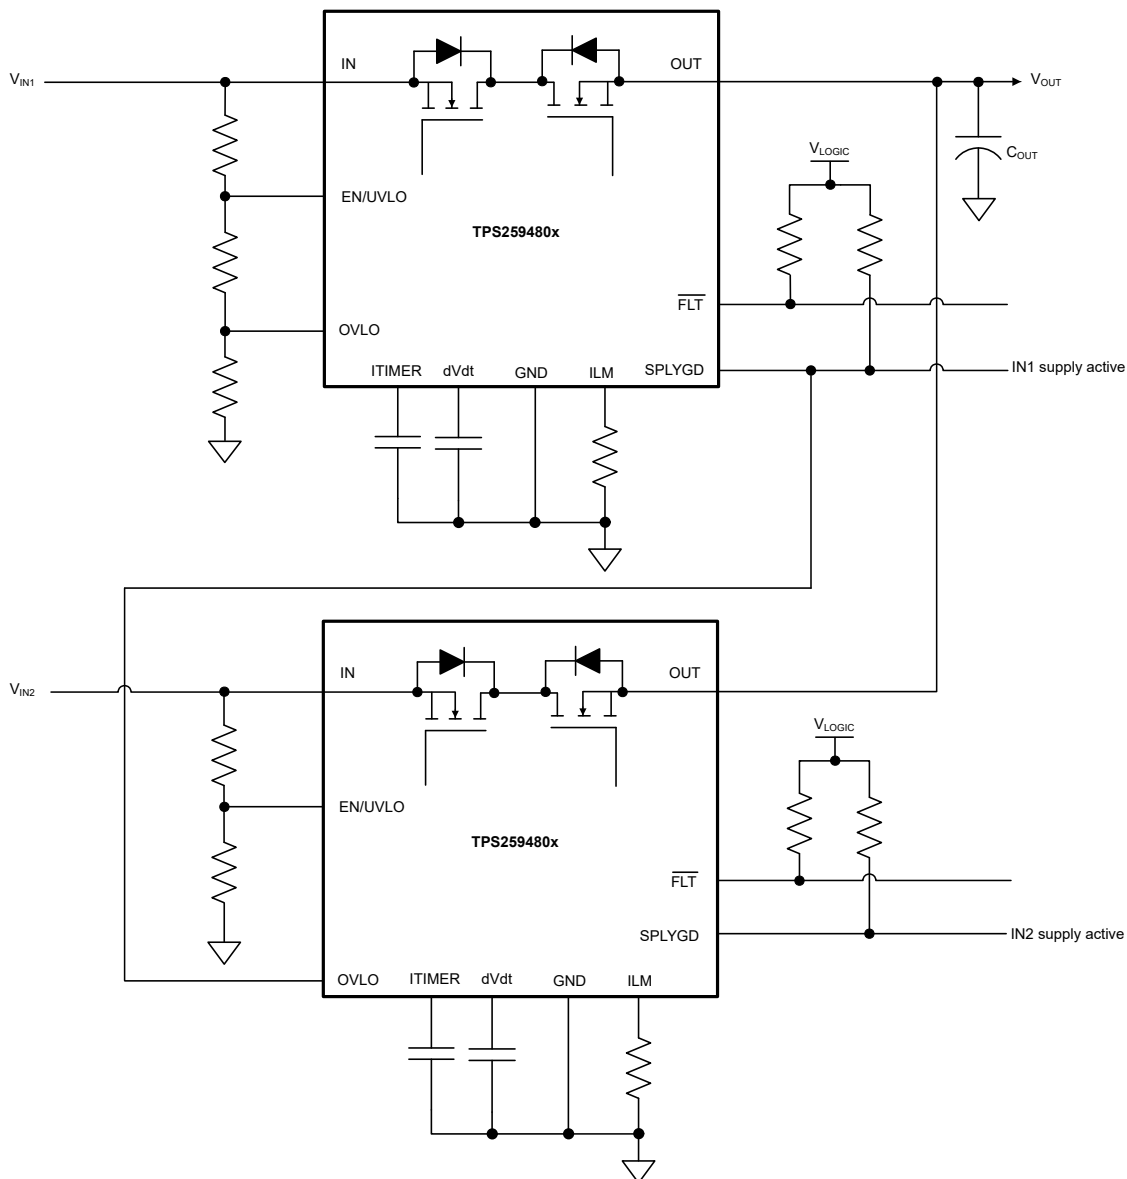 IN
OUT
V_IN1
V_OUT
V_LOGIC
C_OUT
EN/UVLO
TPS259480x
FLT
OVLO
ITIMER
dVdt
GND
ILM
SPLYGD
IN1 supply active
IN
OUT
V_IN2
V_LOGIC
EN/UVLO
TPS259480x
FLT
SPLYGD
IN2 supply active
OVLO
ITIMER
dVdt
GND
ILM